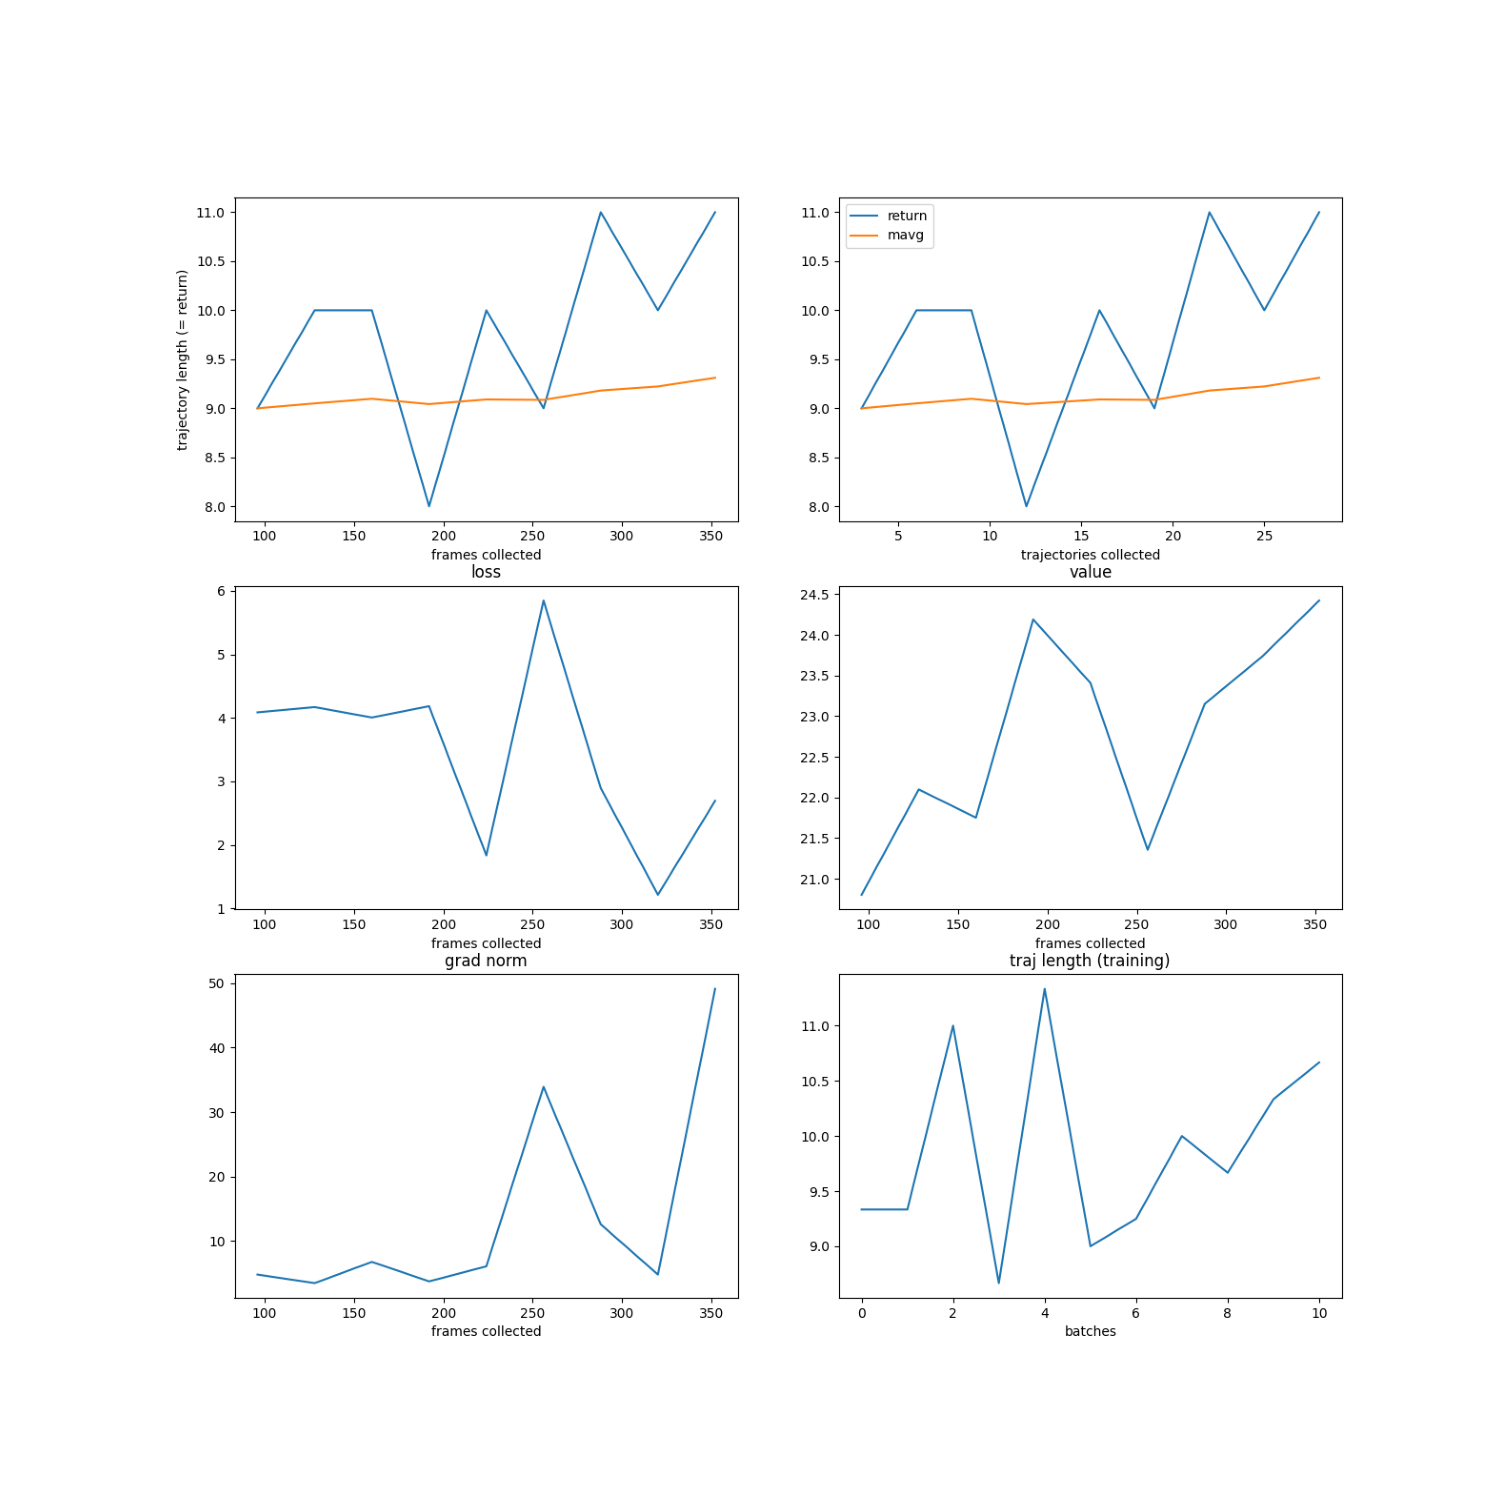 11.0
10.5
10.0
9.5
9.0
8.5
8.0
trajectory length (= return)
100 150 200 250 300 350
frames collected
return
mavg
11.0
10.5
10.0
9.5
9.0
8.5
8.0
5 10 15 20 25
trajectories collected
loss
6
5
4
3
2
1
100 150 200 250 300 350
frames collected
value
24.5
24.0
23.5
23.0
22.5
22.0
21.5
21.0
100 150 200 250 300 350
frames collected
grad norm
50
40
30
20
10
100 150 200 250 300 350
frames collected
traj length (training)
11.0
10.5
10.0
9.5
9.0
0 2 4 6 8 10
batches